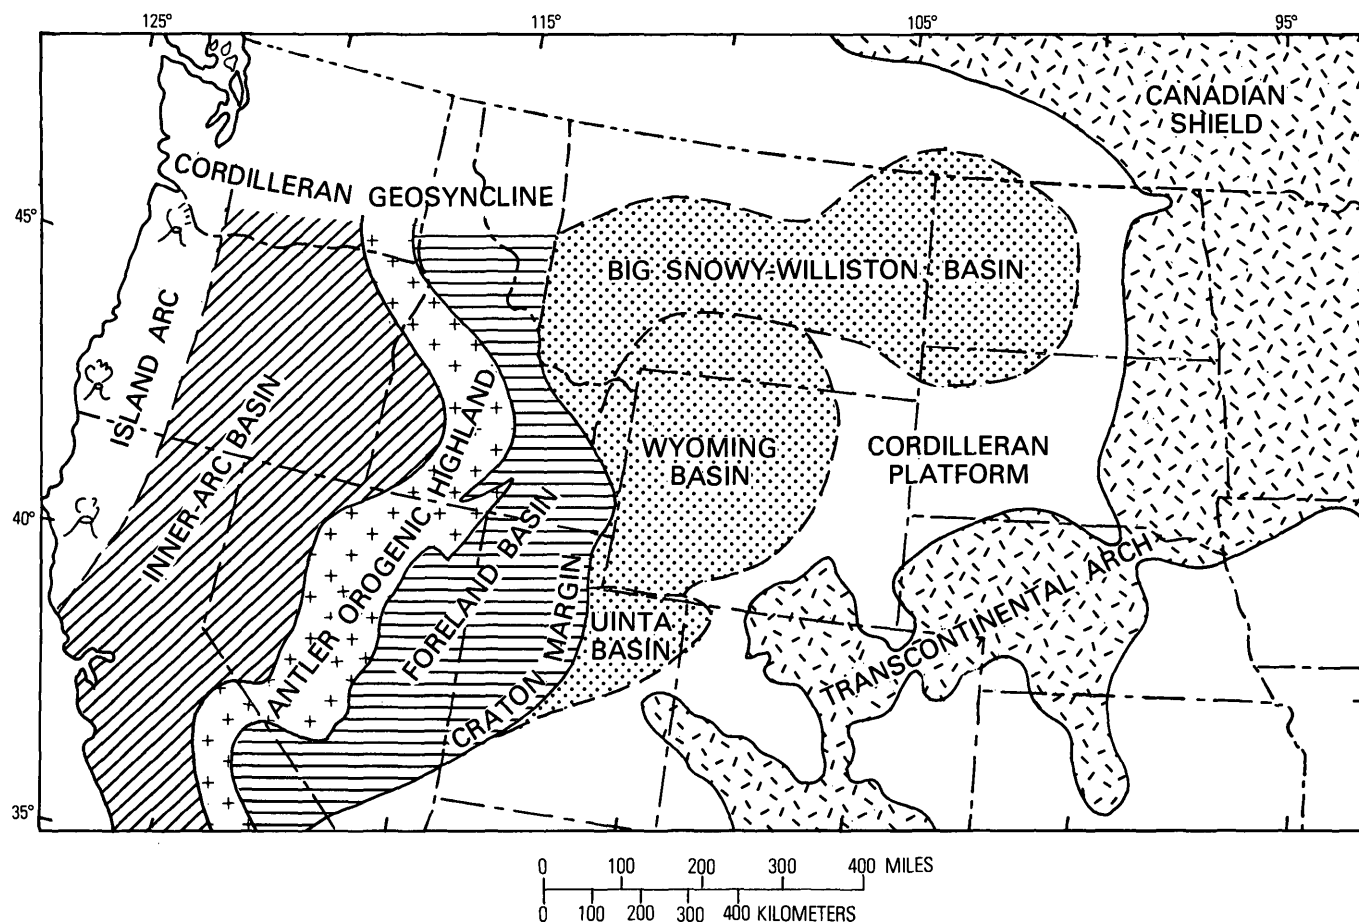 125°
115°
105°
95°
CANADIAN
SHIELD
CORDILLERAN GEOSYNCLINE
45°
BIG SNOWY-WILLISTON BASIN
ISLAND ARC
INNER-ARC BASIN
ANTLER OROGENIC HIGHLAND
FORELAND BASIN
CRATON MARGIN
WYOMING
BASIN
CORDILLERAN
PLATFORM
40°
UINTA
BASIN
TRANSCONTINENTAL ARCH
35°
0 100 200 300 400 MILES
0 100 200 300 400 KILOMETERS